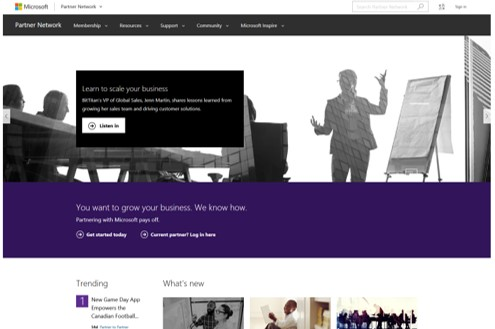 Microsoft Partner Network
Search Partner Network
Sign in
Partner Network Membership Resources Support Community Microsoft Inspire
Learn to scale your business
BitTitan's VP of Global Sales, Jenn Martin, shares lessons learned from
growing her sales team and driving customer solutions.
Listen in
You want to grow your business. We know how.
Partnering with Microsoft pays off.
Get started today Current partner? Log in here
Trending
1 New Game Day App
Empowers the
Canadian Football...
What's new